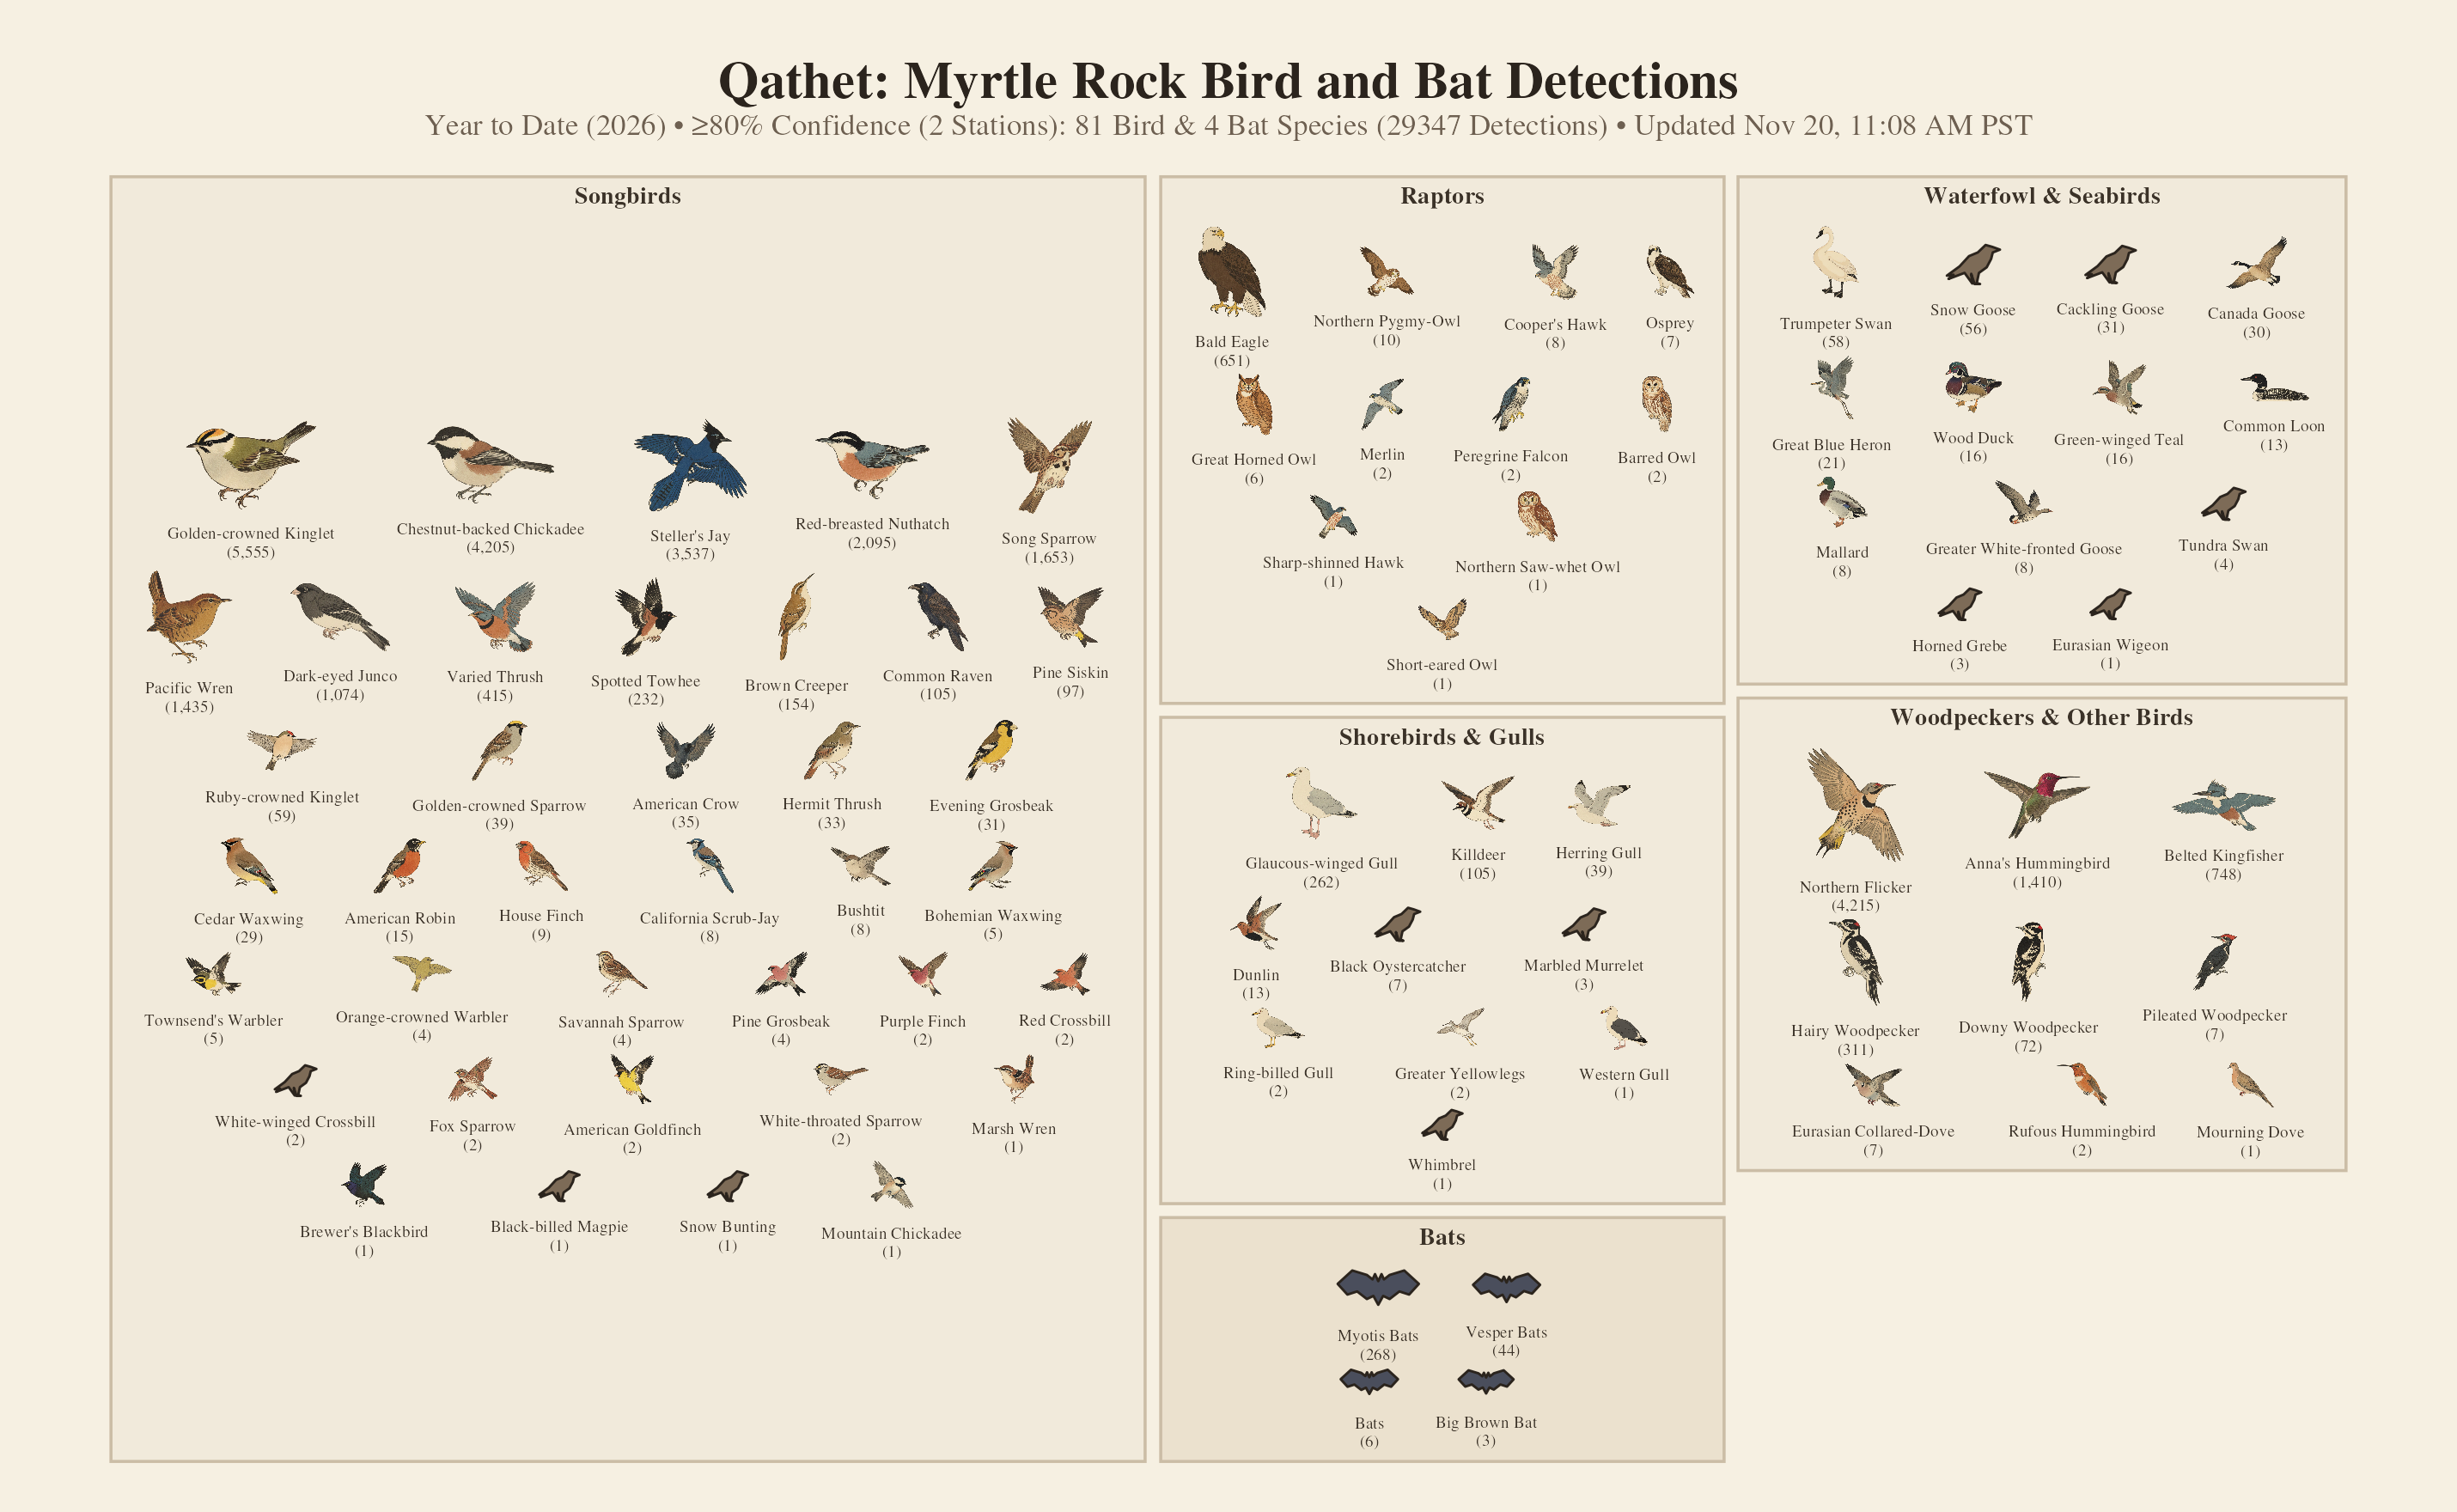 Qathet: Myrtle Rock Bird and Bat Detections
Year to Date (2026) • ≥80% Confidence (2 Stations): 81 Bird & 4 Bat Species (29347 Detections) • Updated Nov 20, 11:08 AM PST
Songbirds
Golden-crowned Kinglet
(5,555)
Chestnut-backed Chickadee
(4,205)
Steller's Jay
(3,537)
Red-breasted Nuthatch
(2,095)
Song Sparrow
(1,653)
Pacific Wren
(1,435)
Dark-eyed Junco
(1,074)
Varied Thrush
(415)
Spotted Towhee
(232)
Brown Creeper
(154)
Common Raven
(105)
Pine Siskin
(97)
Ruby-crowned Kinglet
(59)
Golden-crowned Sparrow
(39)
American Crow
(35)
Hermit Thrush
(33)
Evening Grosbeak
(31)
Cedar Waxwing
(29)
American Robin
(15)
House Finch
(9)
California Scrub-Jay
(8)
Bushtit
(8)
Bohemian Waxwing
(5)
Townsend's Warbler
(5)
Orange-crowned Warbler
(4)
Savannah Sparrow
(4)
Pine Grosbeak
(4)
Purple Finch
(2)
Red Crossbill
(2)
White-winged Crossbill
(2)
Fox Sparrow
(2)
American Goldfinch
(2)
White-throated Sparrow
(2)
Marsh Wren
(1)
Brewer's Blackbird
(1)
Black-billed Magpie
(1)
Snow Bunting
(1)
Mountain Chickadee
(1)
Raptors
Bald Eagle
(651)
Northern Pygmy-Owl
(10)
Cooper's Hawk
(8)
Osprey
(7)
Great Horned Owl
(6)
Merlin
(2)
Peregrine Falcon
(2)
Barred Owl
(2)
Sharp-shinned Hawk
(1)
Northern Saw-whet Owl
(1)
Short-eared Owl
(1)
Shorebirds & Gulls
Glaucous-winged Gull
(262)
Killdeer
(105)
Herring Gull
(39)
Dunlin
(13)
Black Oystercatcher
(7)
Marbled Murrelet
(3)
Ring-billed Gull
(2)
Greater Yellowlegs
(2)
Western Gull
(1)
Whimbrel
(1)
Bats
Myotis Bats
(268)
Vesper Bats
(44)
Bats
(6)
Big Brown Bat
(3)
Waterfowl & Seabirds
Trumpeter Swan
(58)
Snow Goose
(56)
Cackling Goose
(31)
Canada Goose
(30)
Great Blue Heron
(21)
Wood Duck
(16)
Green-winged Teal
(16)
Common Loon
(13)
Mallard
(8)
Greater White-fronted Goose
(8)
Tundra Swan
(4)
Horned Grebe
(3)
Eurasian Wigeon
(1)
Woodpeckers & Other Birds
Northern Flicker
(4,215)
Anna's Hummingbird
(1,410)
Belted Kingfisher
(748)
Hairy Woodpecker
(311)
Downy Woodpecker
(72)
Pileated Woodpecker
(7)
Eurasian Collared-Dove
(7)
Rufous Hummingbird
(2)
Mourning Dove
(1)